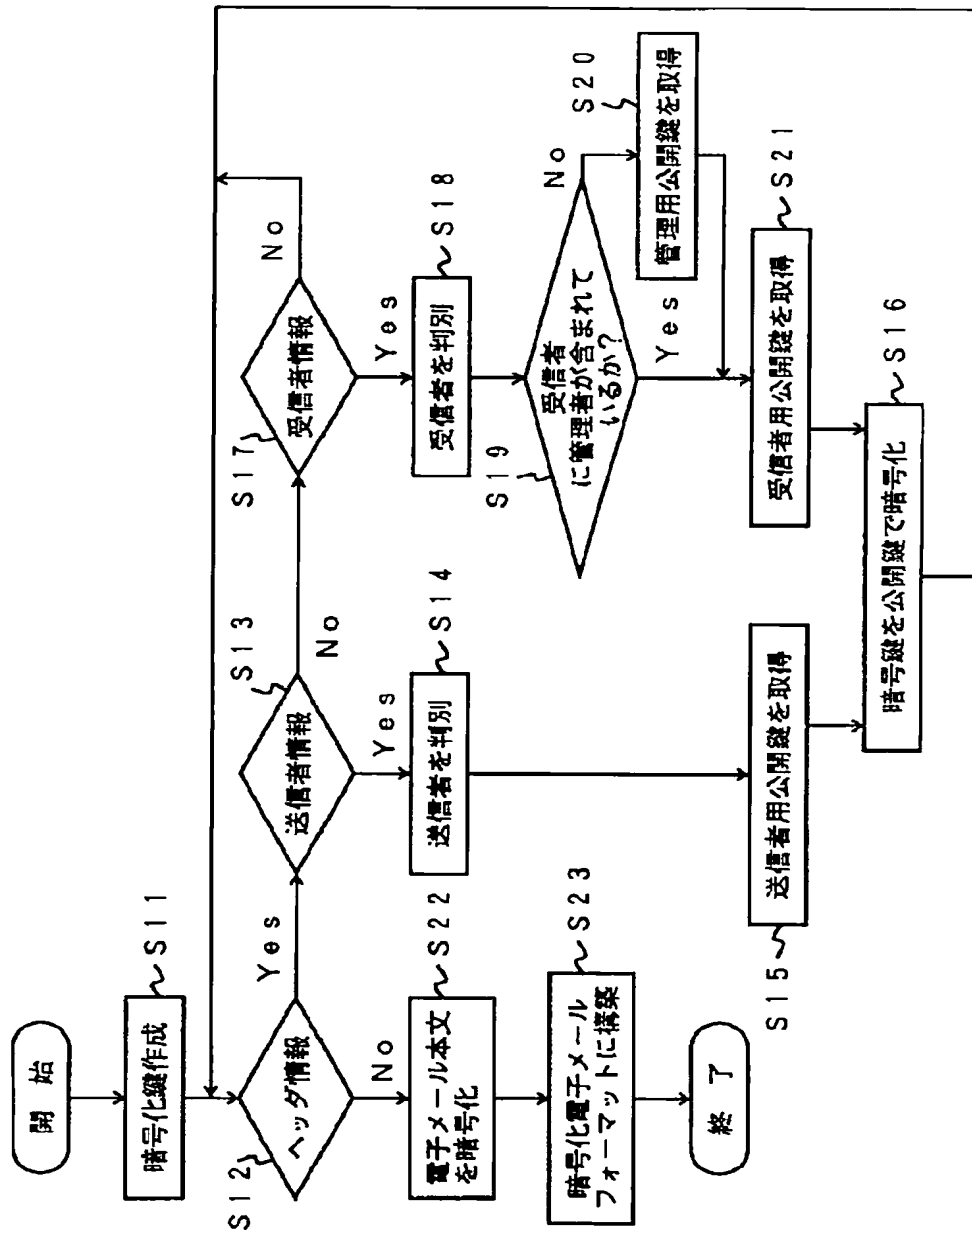 開始
暗号化鍵作成
S11
ヘッダ情報
S12
Yes
No
送信者情報
S13
No
Yes
受信者情報
S17
No
Yes
電子メール本文
を暗号化
S22
送信者を判別
S14
受信者を判別
S18
暗号化電子メール
フォーマットに構築
S23
受信者
に管理者が含まれて
いるか?
S19
No
Yes
管理用公開鍵を取得
S20
終了
送信者用公開鍵を取得
S15
受信者用公開鍵を取得
S21
暗号鍵を公開鍵で暗号化
S16